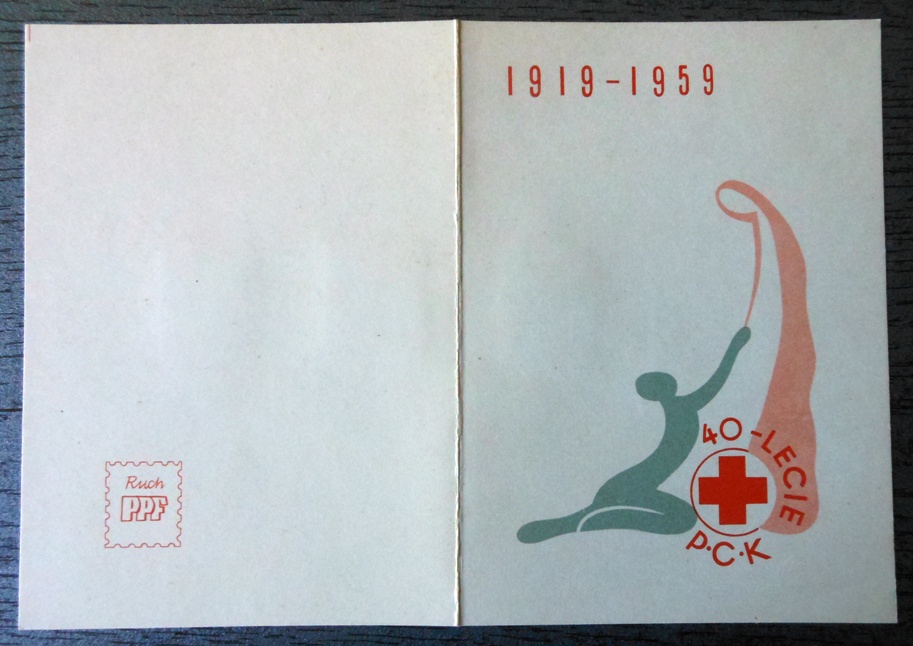 1919-1959
40-LECIE
P.C.K
Ruch
PPF